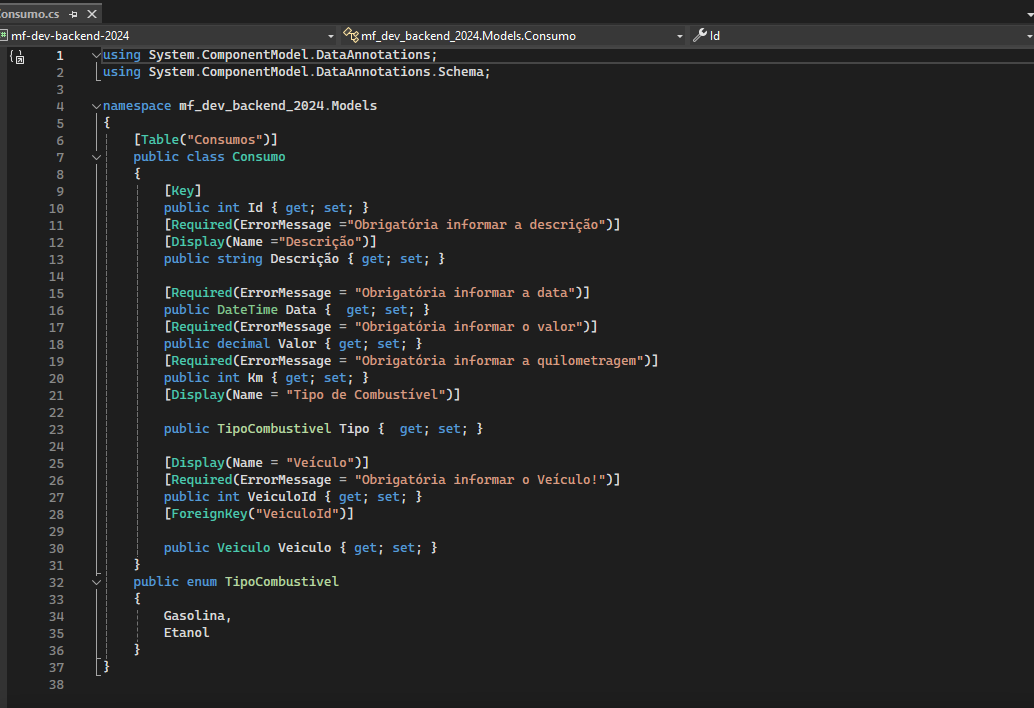 onsumo.cs
mf-dev-backend-2024 mf_dev_backend_2024.Models.Consumo Id
1 using System.ComponentModel.DataAnnotations;
2 using System.ComponentModel.DataAnnotations.Schema;
3
4 namespace mf_dev_backend_2024.Models
5 {
6 [Table("Consumos")]
7 public class Consumo
8 {
9 [Key]
10 public int Id { get; set; }
11 [Required(ErrorMessage ="Obrigatória informar a descrição")]
12 [Display(Name ="Descrição")]
13 public string Descrição { get; set; }
14
15 [Required(ErrorMessage = "Obrigatória informar a data")]
16 public DateTime Data {  get; set; }
17 [Required(ErrorMessage = "Obrigatória informar o valor")]
18 public decimal Valor { get; set; }
19 [Required(ErrorMessage = "Obrigatória informar a quilometragem")]
20 public int Km { get; set; }
21 [Display(Name = "Tipo de Combustível")]
22
23 public TipoCombustivel Tipo {  get; set; }
24
25 [Display(Name = "Veículo")]
26 [Required(ErrorMessage = "Obrigatória informar o Veículo!")]
27 public int VeiculoId { get; set; }
28 [ForeignKey("VeiculoId")]
29
30 public Veiculo Veiculo { get; set; }
31 }
32 public enum TipoCombustivel
33 {
34 Gasolina,
35 Etanol
36 }
37 }
38